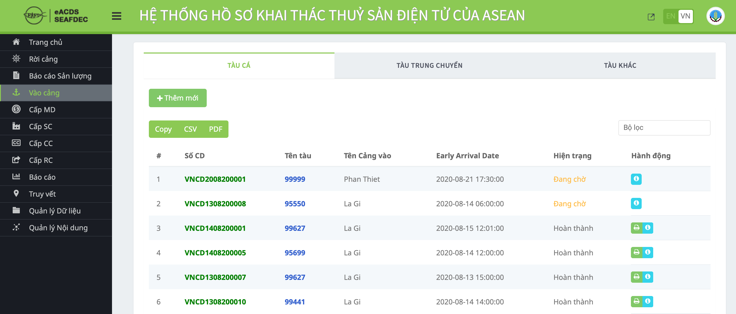 eACDS
SEAFDEC
HỆ THỐNG HỒ SƠ KHAI THÁC THUỶ SẢN ĐIỆN TỬ CỦA ASEAN
EN VN
Trang chủ
Rời cảng
Báo cáo Sản lượng
Vào cảng
Cấp MD
Cấp SC
Cấp CC
Cấp RC
Báo cáo
Truy vết
Quản lý Dữ liệu
Quản lý Nội dung
TÀU CÁ TÀU TRUNG CHUYỂN TÀU KHÁC
Thêm mới
Copy CSV PDF
Bộ lọc
# Số CD Tên tàu Tên Cảng vào Early Arrival Date Hiện trạng Hành động
1 VNCD2008200001 99999 Phan Thiet 2020-08-21 17:30:00 Đang chờ
2 VNCD1308200008 95550 La Gi 2020-08-14 06:00:00 Đang chờ
3 VNCD1408200001 99627 La Gi 2020-08-15 12:01:00 Hoàn thành
4 VNCD1408200005 95699 La Gi 2020-08-14 12:00:00 Hoàn thành
5 VNCD1308200007 99627 La Gi 2020-08-13 15:00:00 Hoàn thành
6 VNCD1308200010 99441 La Gi 2020-08-14 14:00:00 Hoàn thành